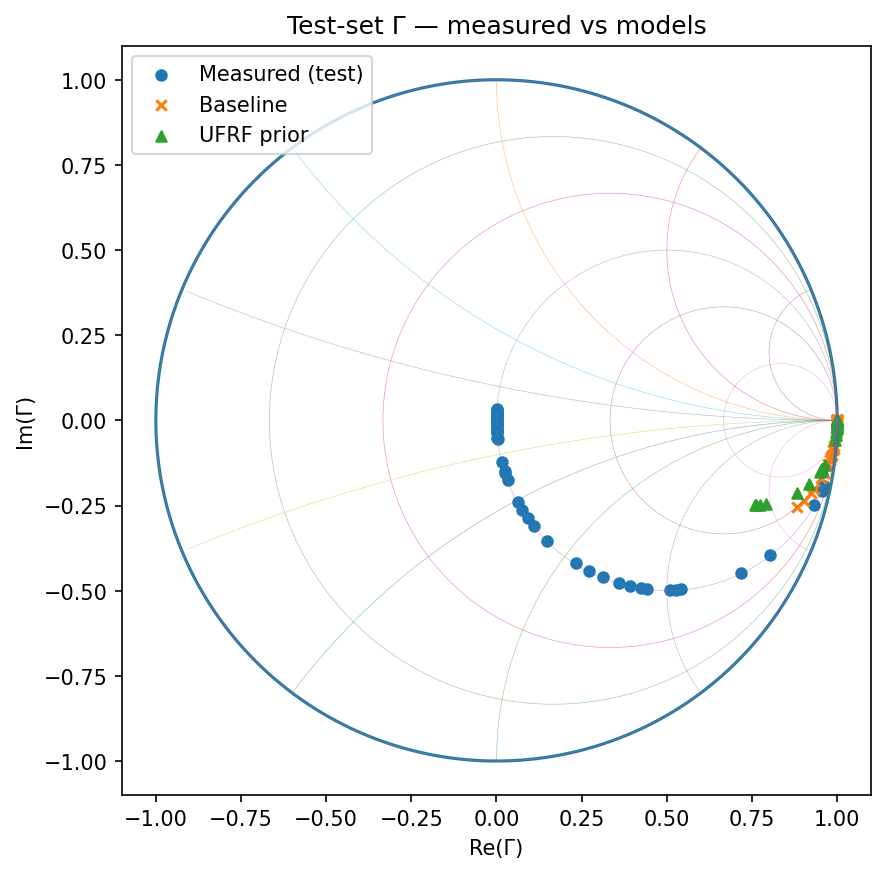 Test-set Γ — measured vs models
Measured (test)
Baseline
UFRF prior
1.00
0.75
0.50
0.25
0.00
−0.25
−0.50
−0.75
−1.00
Im(Γ)
−1.00 −0.75 −0.50 −0.25 0.00 0.25 0.50 0.75 1.00
Re(Γ)